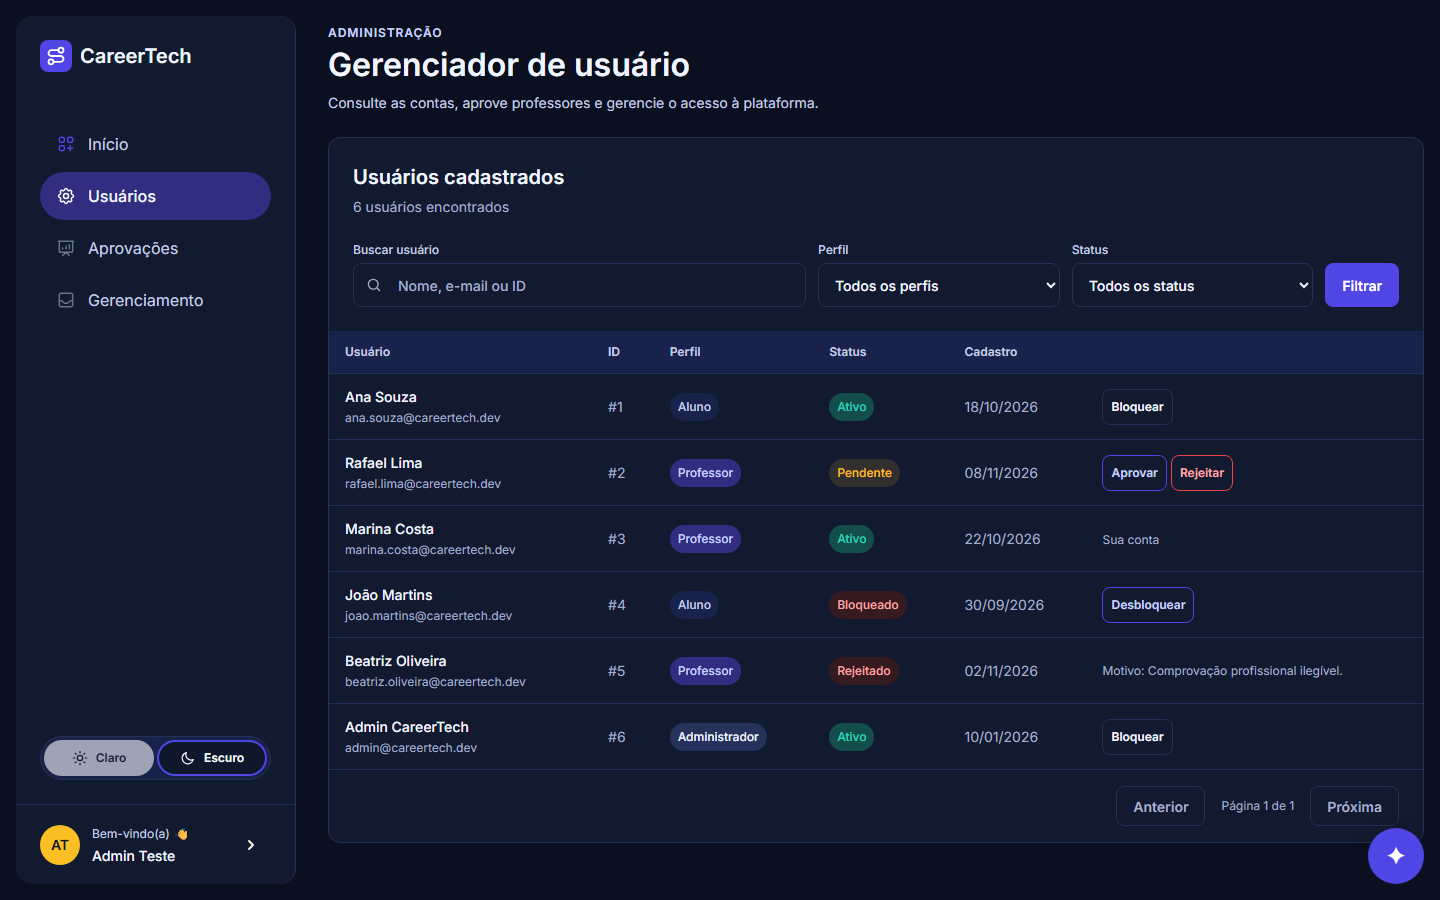 CareerTech
Início
Usuários
Aprovações
Gerenciamento
Claro
Escuro
AT
Bem-vindo(a) 👋
Admin Teste
ADMINISTRAÇÃO
Gerenciador de usuário
Consulte as contas, aprove professores e gerencie o acesso à plataforma.
Usuários cadastrados
6 usuários encontrados
Buscar usuário
Perfil
Status
Nome, e-mail ou ID
Todos os perfis
Todos os status
Filtrar
Usuário ID Perfil Status Cadastro
Ana Souza
ana.souza@careertech.dev
#1 Aluno Ativo 18/10/2026 Bloquear
Rafael Lima
rafael.lima@careertech.dev
#2 Professor Pendente 08/11/2026 Aprovar Rejeitar
Marina Costa
marina.costa@careertech.dev
#3 Professor Ativo 22/10/2026 Sua conta
João Martins
joao.martins@careertech.dev
#4 Aluno Bloqueado 30/09/2026 Desbloquear
Beatriz Oliveira
beatriz.oliveira@careertech.dev
#5 Professor Rejeitado 02/11/2026 Motivo: Comprovação profissional ilegível.
Admin CareerTech
admin@careertech.dev
#6 Administrador Ativo 10/01/2026 Bloquear
Anterior Página 1 de 1 Próxima